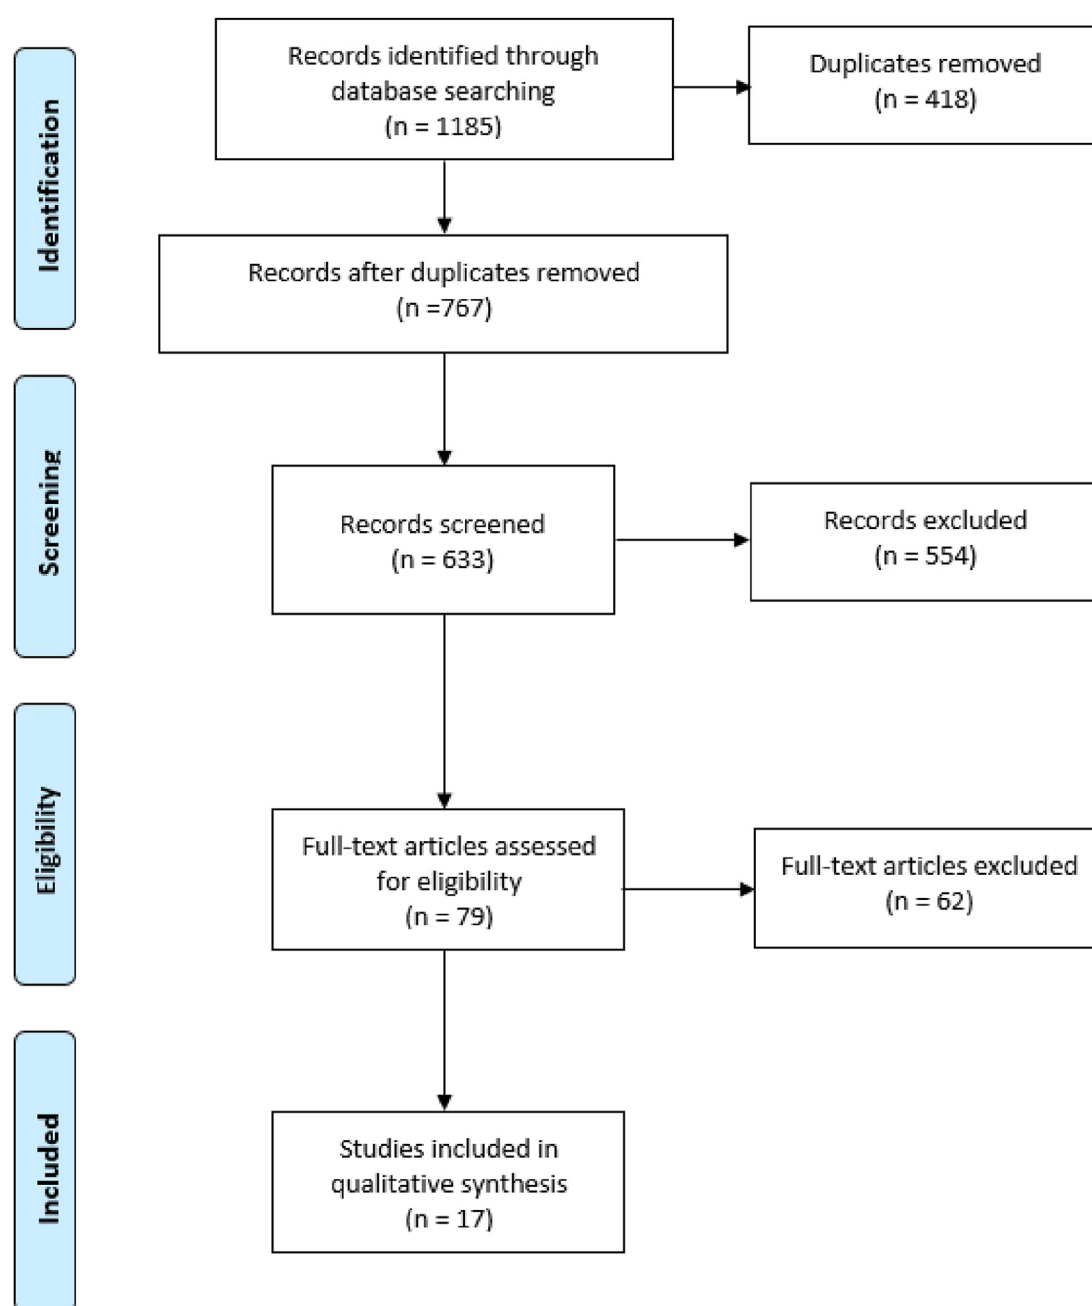 Identification
Records identified through
database searching
(n = 1185)
Duplicates removed
(n = 418)
Records after duplicates removed
(n =767)
Screening
Records screened
(n = 633)
Records excluded
(n = 554)
Eligibility
Full-text articles assessed
for eligibility
(n = 79)
Full-text articles excluded
(n = 62)
Included
Studies included in
qualitative synthesis
(n = 17)